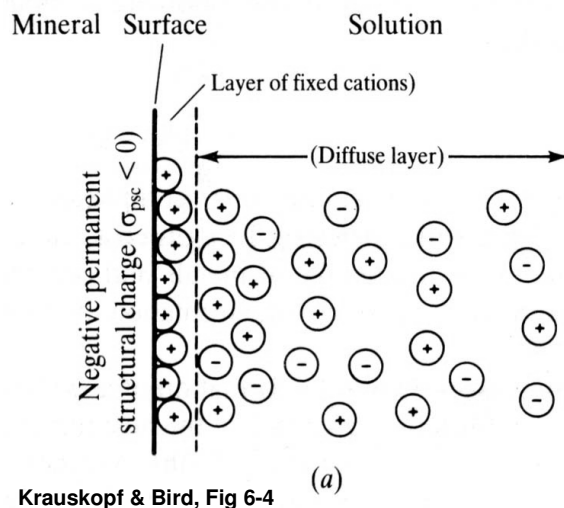 Mineral Surface Solution
Layer of fixed cations)
(Diffuse layer)
Negative permanent
structural charge (σpsc < 0)
(a)
Krauskopf & Bird, Fig 6-4